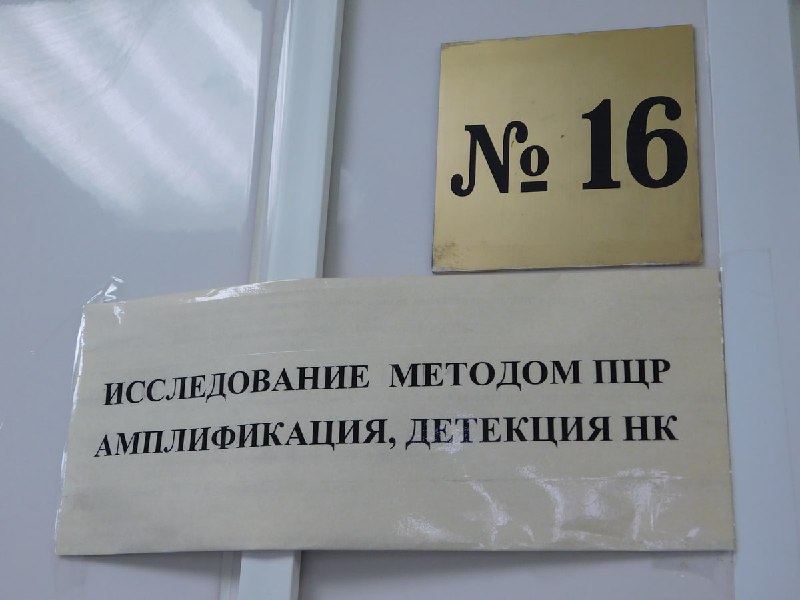 № 16
ИССЛЕДОВАНИЕ МЕТОДОМ ПЦР
АМПЛИФИКАЦИЯ, ДЕТЕКЦИЯ НК